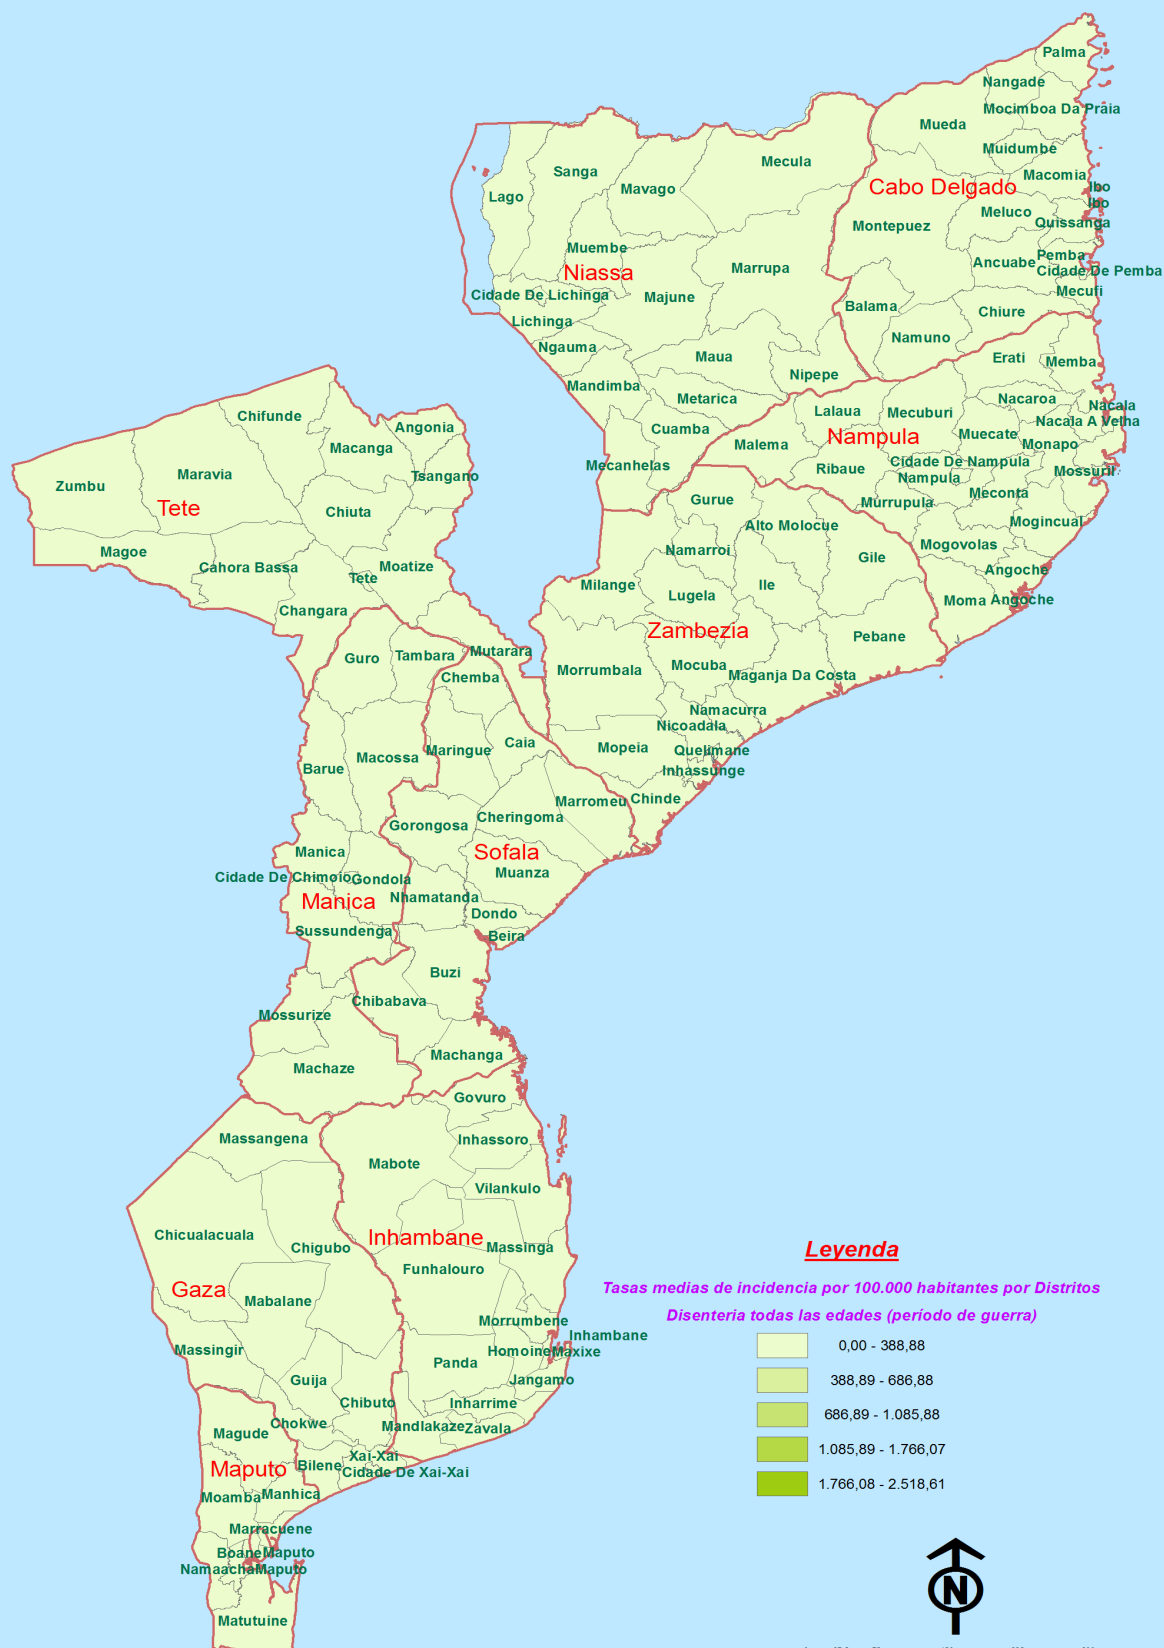 Palma
Nangade
Mocimboa Da Praia
Mueda
Muidumbe
Mecula
Sanga
Macomia
Mavago
Cabo Delgado
Ibo
Lago
Ibo
Meluco
Quissanga
Montepuez
Muembe
Pemba
Ancuabe
Marrupa
Cidade De Pemba
Niassa
Mecufi
Cidade De Lichinga
Majune
Balama
Chiure
Lichinga
Namuno
Ngauma
Maua
Erati
Memba
Nipepe
Mandimba
Metarica
Nacaroa
Nacala
Lalaua
Mecuburi
Chifunde
Nacala A Velha
Angonia
Cuamba
Muecate
Nampula
Malema
Monapo
Macanga
Cidade De Nampula
Mecanhelas
Ribaue
Mossuril
Maravia
Tsangano
Nampula
Zumbu
Meconta
Gurue
Murrupula
Tete
Chiuta
Mogincual
Alto Molocue
Mogovolas
Magoe
Namarroi
Gile
Cahora Bassa
Moatize
Angoche
Tete
Milange
Ile
Lugela
Moma
Angoche
Changara
Zambezia
Pebane
Mutarara
Guro
Tambara
Mocuba
Morrumbala
Maganja Da Costa
Chemba
Namacurra
Nicoadala
Caia
Mopeia
Maringue
Quelimane
Macossa
Barue
Inhassunge
Marromeu
Chinde
Cheringoma
Gorongosa
Manica
Sofala
Muanza
Cidade De Chimoio
Gondola
Nhamatanda
Manica
Dondo
Sussundenga
Beira
Buzi
Chibabava
Mossurize
Machanga
Machaze
Govuro
Massangena
Inhassoro
Mabote
Vilankulo
Chicualacuala
Inhambane
Chigubo
Massinga
Leyenda
Funhalouro
Gaza
Tasas medias de incidencia por 100.000 habitantes por Distritos
Mabalane
Disenteria todas las edades (período de guerra)
Morrumbene
Inhambane
0,00 - 388,88
Massingir
Homoine
Maxixe
Panda
Guija
Jangamo
388,89 - 686,88
Chibuto
Inharrime
686,89 - 1.085,88
Chokwe
Mandlakaze
Zavala
Magude
1.085,89 - 1.766,07
Xai-Xai
Bilene
Maputo
Cidade De Xai-Xai
1.766,08 - 2.518,61
Moamba
Manhica
Marracuene
Boane
Maputo
Namaacha
Maputo
N
Matutuine